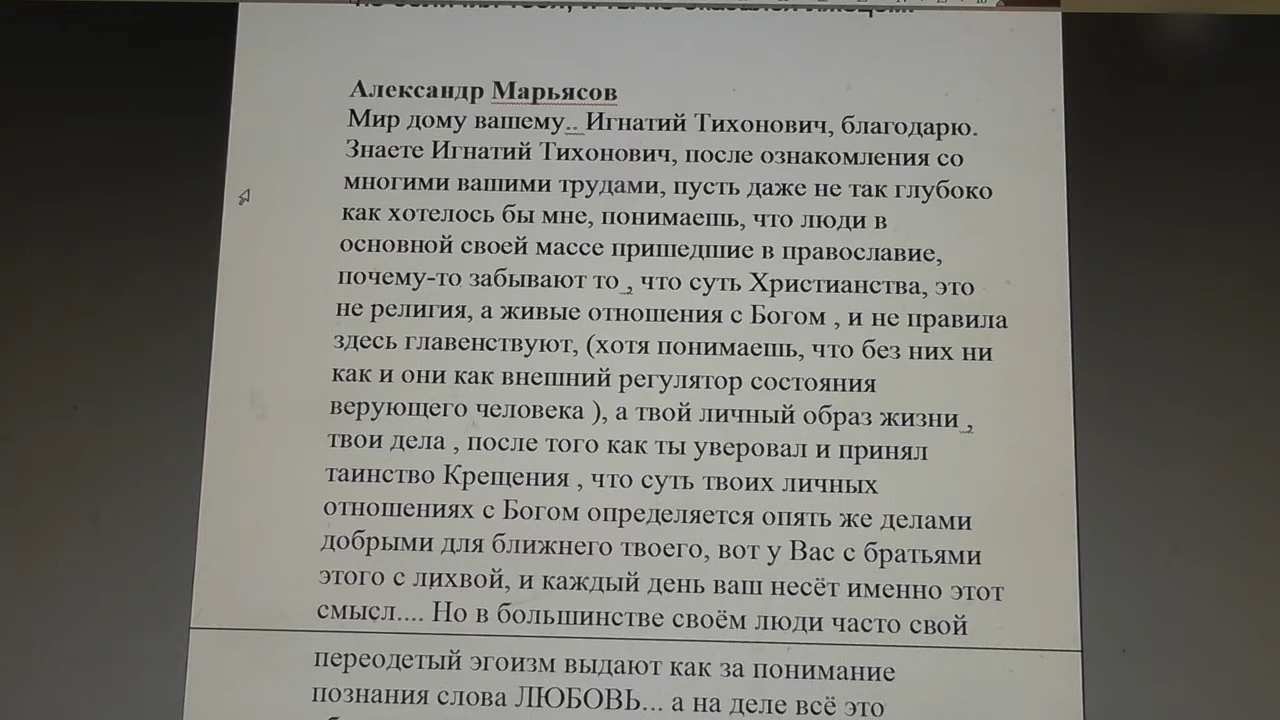 Александр Марьясов
Мир дому вашему.. Игнатий Тихонович, благодарю.
Знаете Игнатий Тихонович, после ознакомления со
многими вашими трудами, пусть даже не так глубоко
как хотелось бы мне, понимаешь, что люди в
основной своей массе пришедшие в православие,
почему-то забывают то , что суть Христианства, это
не религия, а живые отношения с Богом , и не правила
здесь главенствуют, (хотя понимаешь, что без них ни
как и они как внешний регулятор состояния
верующего человека ), а твой личный образ жизни ,
твои дела , после того как ты уверовал и принял
таинство Крещения , что суть твоих личных
отношениях с Богом определяется опять же делами
добрыми для ближнего твоего, вот у Вас с братьями
этого с лихвой, и каждый день ваш несёт именно этот
смысл.... Но в большинстве своём люди часто свой
переодетый эгоизм выдают как за понимание
познания слова ЛЮБОВЬ... а на деле всё это